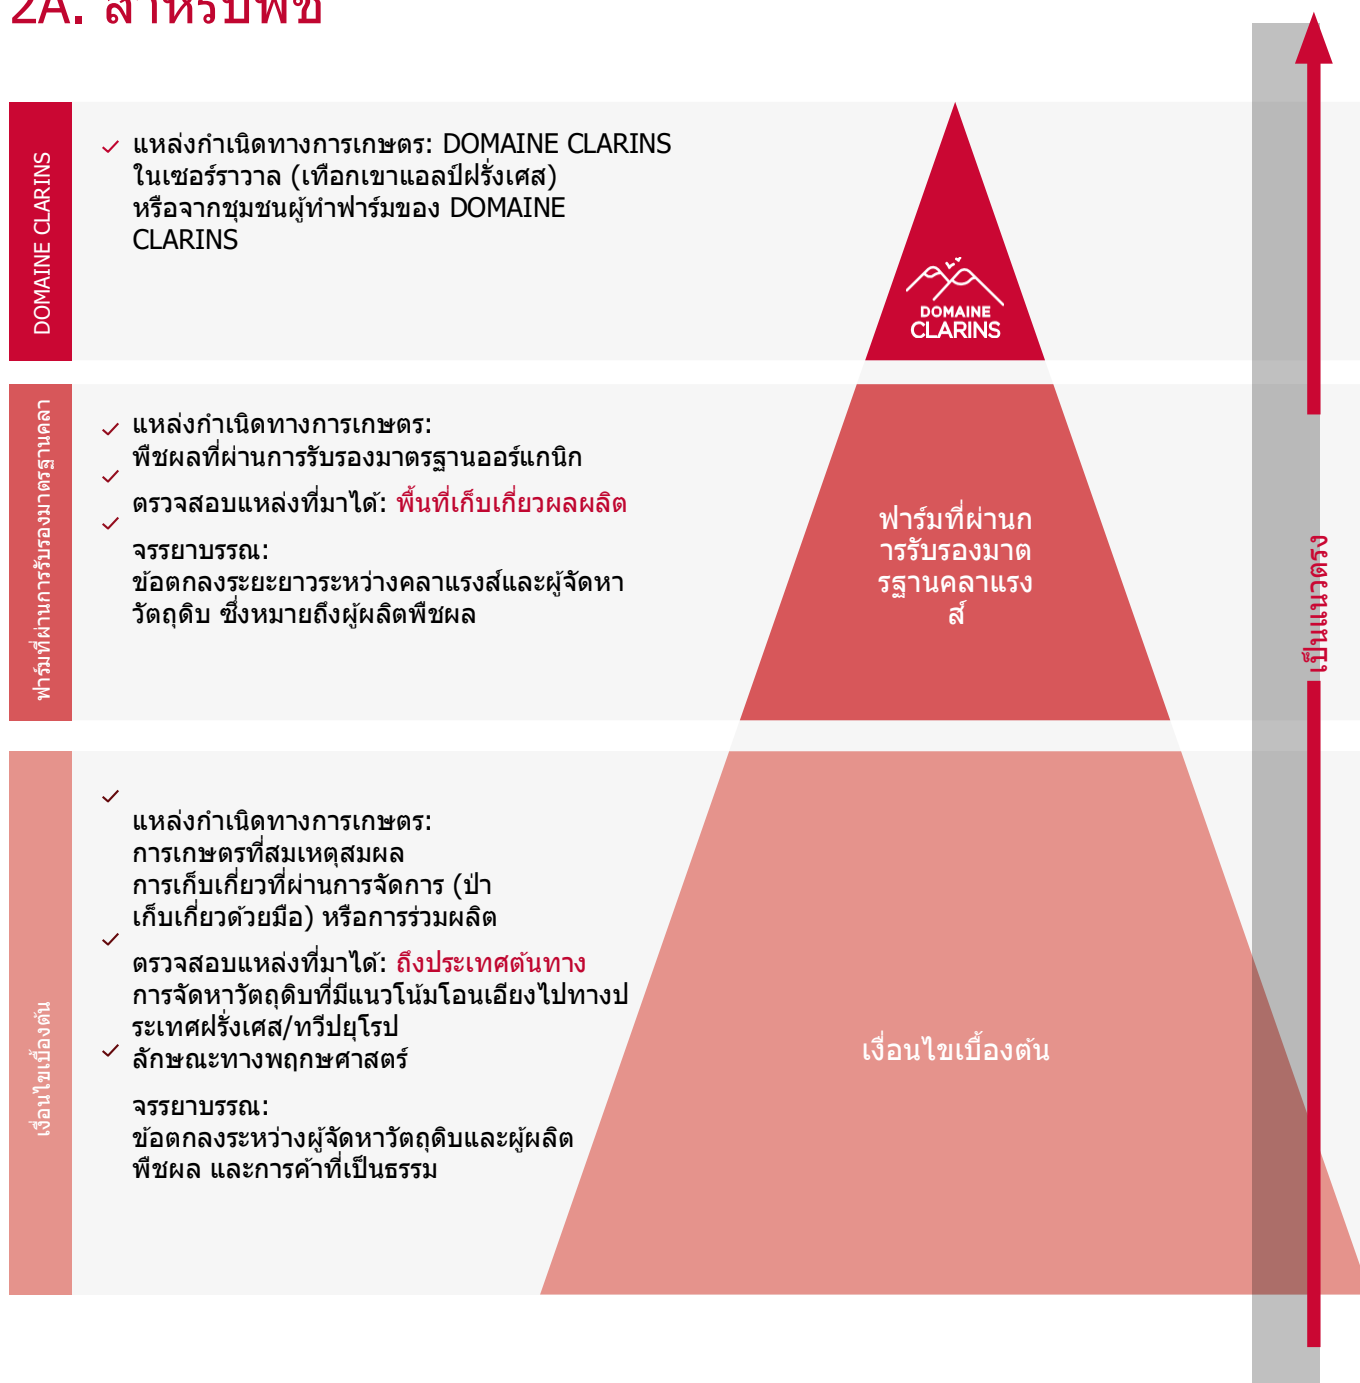 2A. สำหรับพืช
DOMAINE CLARINS
แหล่งกำเนิดทางการเกษตร: DOMAINE CLARINS
ในเซอร์ราวาล (เทือกเขาแอลป์ฝรั่งเศส)
หรือจากชุมชนผู้ทำฟาร์มของ DOMAINE
CLARINS
DOMAINE
CLARINS
ฟาร์มที่ผ่านการรับรองมาตรฐานคลา
แหล่งกำเนิดทางการเกษตร:
พืชผลที่ผ่านการรับรองมาตรฐานออร์แกนิก
ตรวจสอบแหล่งที่มาได้: พื้นที่เก็บเกี่ยวผลผลิต
จรรยาบรรณ:
ข้อตกลงระยะยาวระหว่างคลาแรงส์และผู้จัดหา
วัตถุดิบ ซึ่งหมายถึงผู้ผลิตพืชผล
ฟาร์มที่ผ่านก
ารรับรองมาต
รฐานคลาแรง
ส์
เป็นแนวตรง
เงื่อนไขเบื้องต้น
แหล่งกำเนิดทางการเกษตร:
การเกษตรที่สมเหตุสมผล
การเก็บเกี่ยวที่ผ่านการจัดการ (ป่า
เก็บเกี่ยวด้วยมือ) หรือการร่วมผลิต
ตรวจสอบแหล่งที่มาได้: ถึงประเทศต้นทาง
การจัดหาวัตถุดิบที่มีแนวโน้มโอนเอียงไปทางป
ระเทศฝรั่งเศส/ทวีปยุโรป
ลักษณะทางพฤกษศาสตร์
จรรยาบรรณ:
ข้อตกลงระหว่างผู้จัดหาวัตถุดิบและผู้ผลิต
พืชผล และการค้าที่เป็นธรรม
เงื่อนไขเบื้องต้น